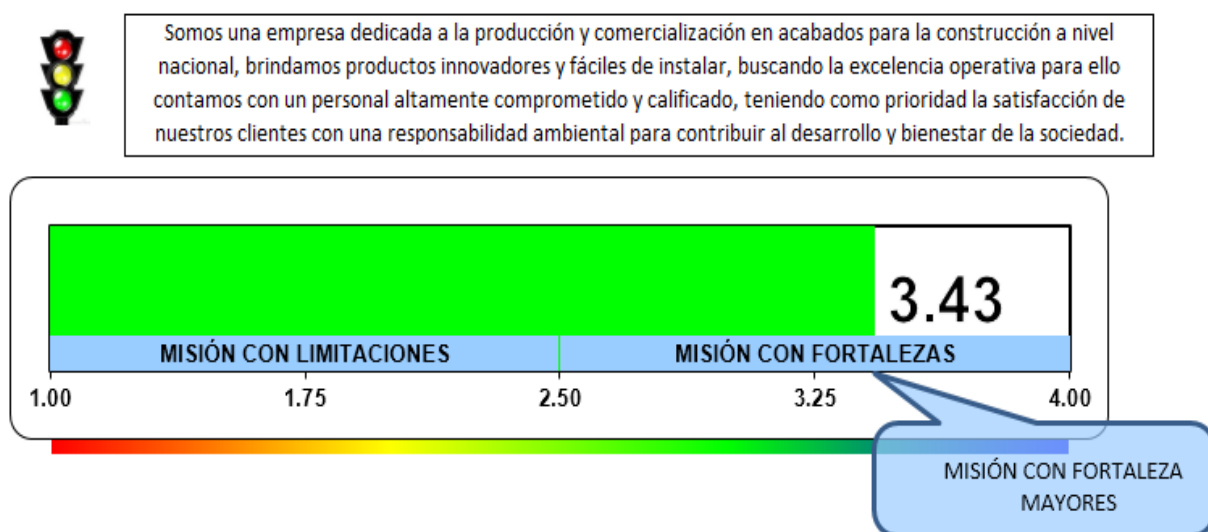 Somos una empresa dedicada a la producción y comercialización en acabados para la construcción a nivel
nacional, brindamos productos innovadores y fáciles de instalar, buscando la excelencia operativa para ello
contamos con un personal altamente comprometido y calificado, teniendo como prioridad la satisfacción de
nuestros clientes con una responsabilidad ambiental para contribuir al desarrollo y bienestar de la sociedad.
3.43
MISIÓN CON LIMITACIONES MISIÓN CON FORTALEZAS
1.00 1.75 2.50 3.25 4.00
MISIÓN CON FORTALEZA
MAYORES